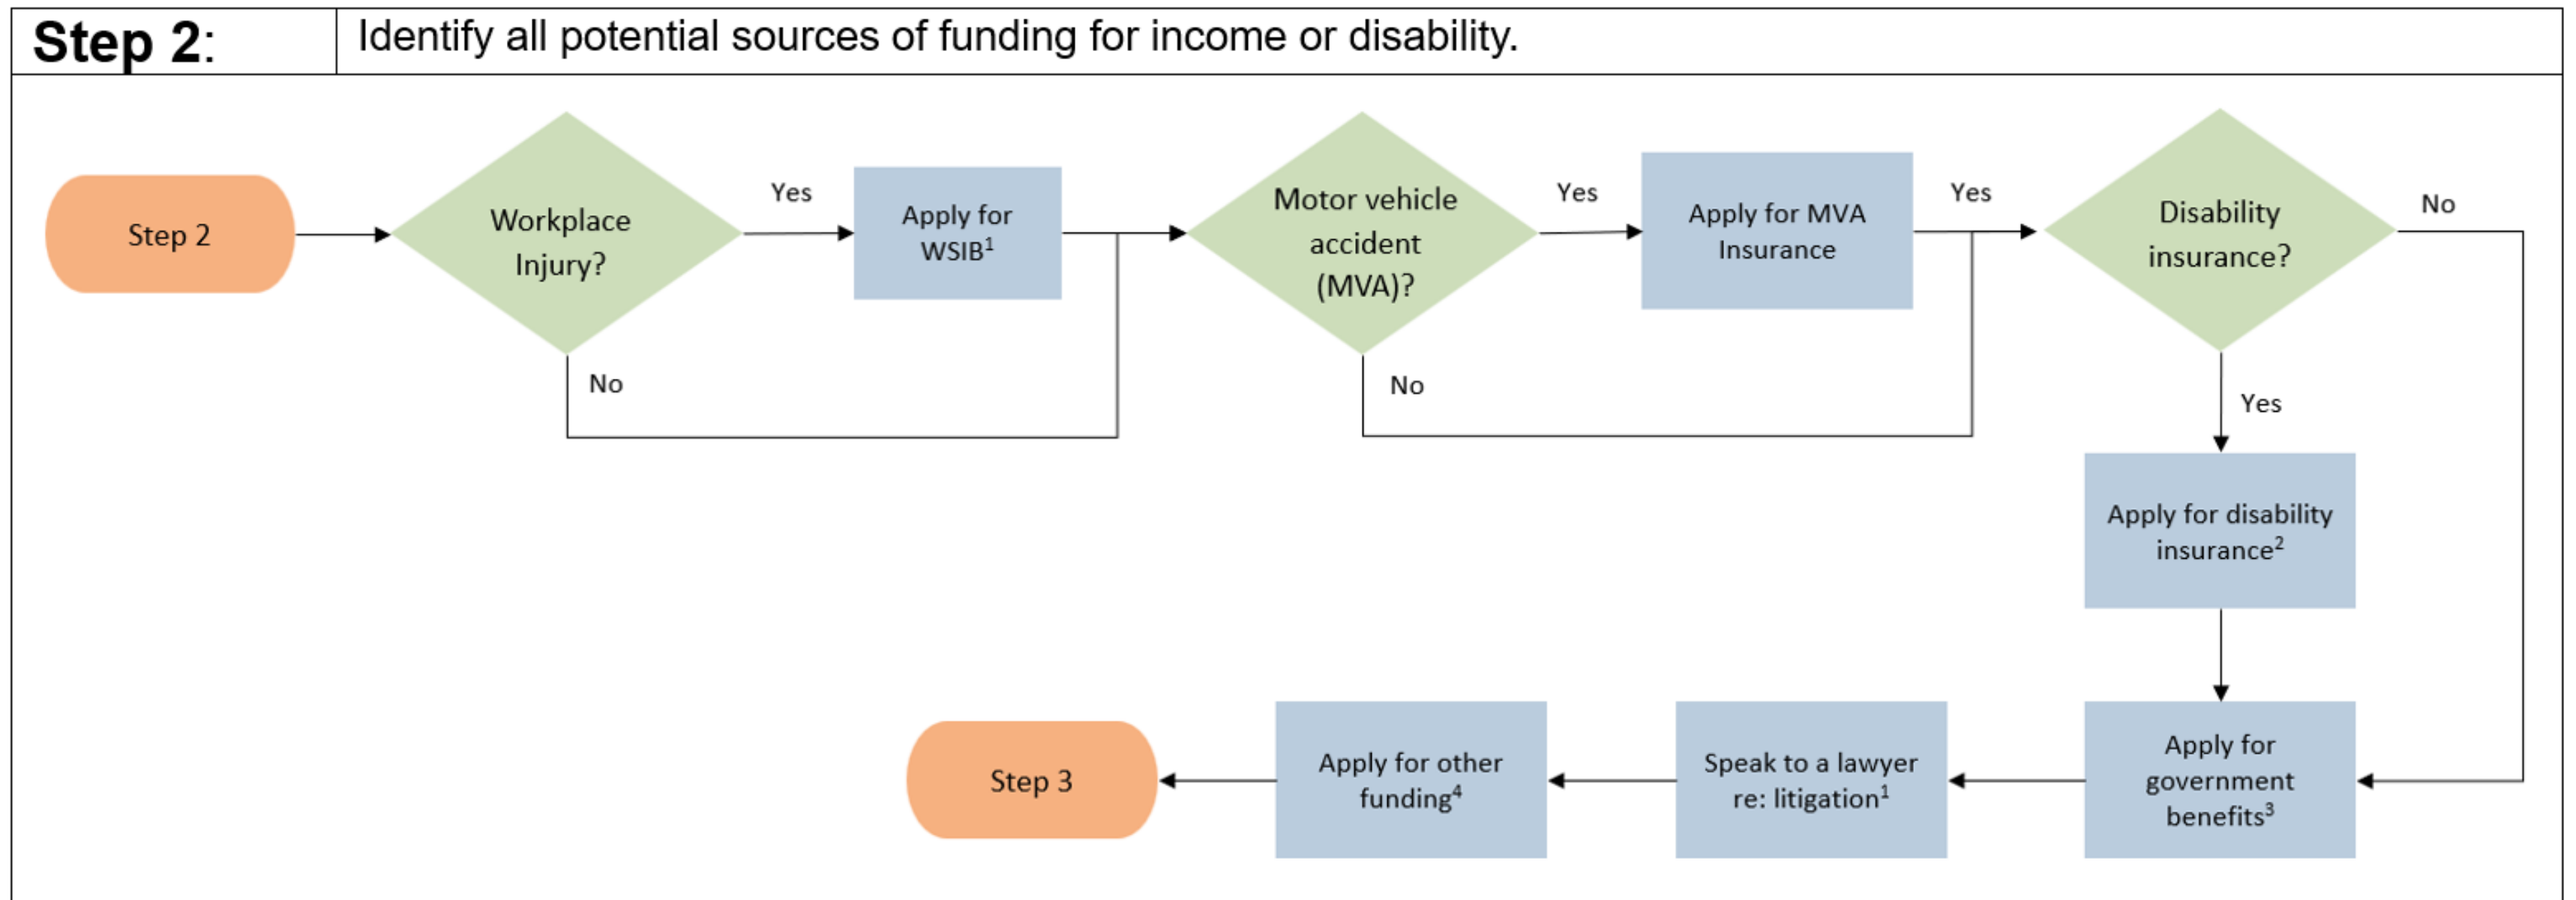 Step 2:
Identify all potential sources of funding for income or disability.
Step 2
Workplace
Injury?
Yes
No
Apply for
WSIB¹
Motor vehicle
accident
(MVA)?
Yes
No
Apply for MVA
Insurance
Yes
Disability
insurance?
No
Yes
Apply for disability
insurance²
Apply for
government
benefits³
Speak to a lawyer
re: litigation¹
Apply for other
funding⁴
Step 3